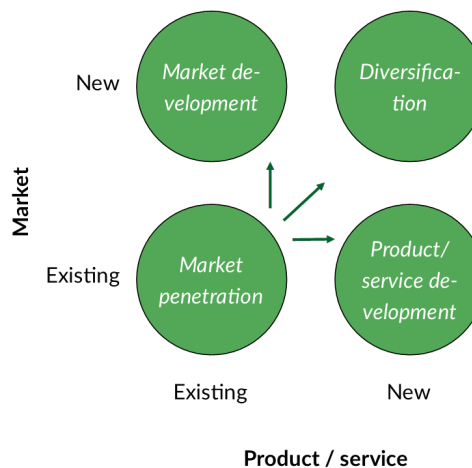 New
Market de-
velopment
Diversifica-
tion
Market
Existing
Market
penetration
Product/
service de-
velopment
Existing
New
Product / service